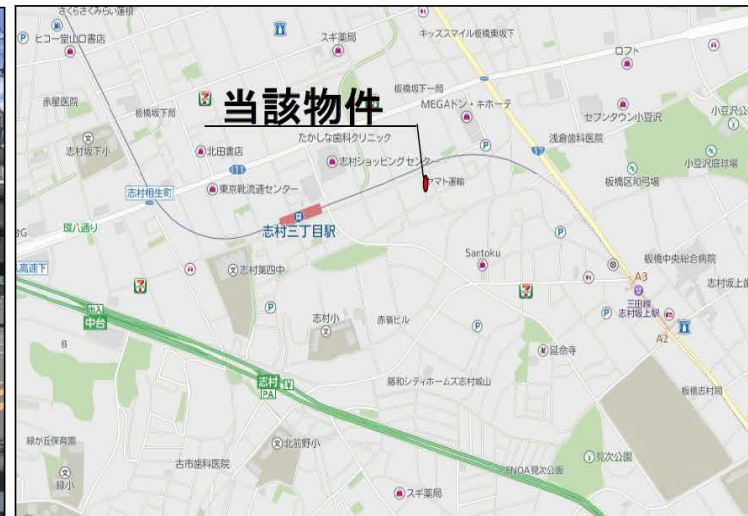 さくらさくみらい蓮根
ヒコー堂山口書店
スギ薬局
キッズスマイル板橋東坂下
ロフト
赤星医院
板橋坂下局
当該物件
板橋坂下一局
MEGAドン・キホーテ
セブンタウン小豆沢
小豆沢公
たかしな歯科クリニック
浅倉歯科医院
志村坂下小
北田書店
志村ショッピングセンター
小豆沢庭球場
17
11
志村相生町
東京靴流通センター
ヤマト運輸
板橋区和弓場
環八通り
志村三丁目駅
高速下
志村第四中
Santoku
板橋中央総合病院
A3
志村坂上歯
三田線
志村坂上駅
出入
中台
志村小
赤嶺ビル
A2
B
延命寺
志村
PA
藤和シティホームズ志村城山
板橋志村局
緑が丘保育園
北前野小
古市歯科医院
見次公園
ENOA見次公園
緑小
スギ薬局